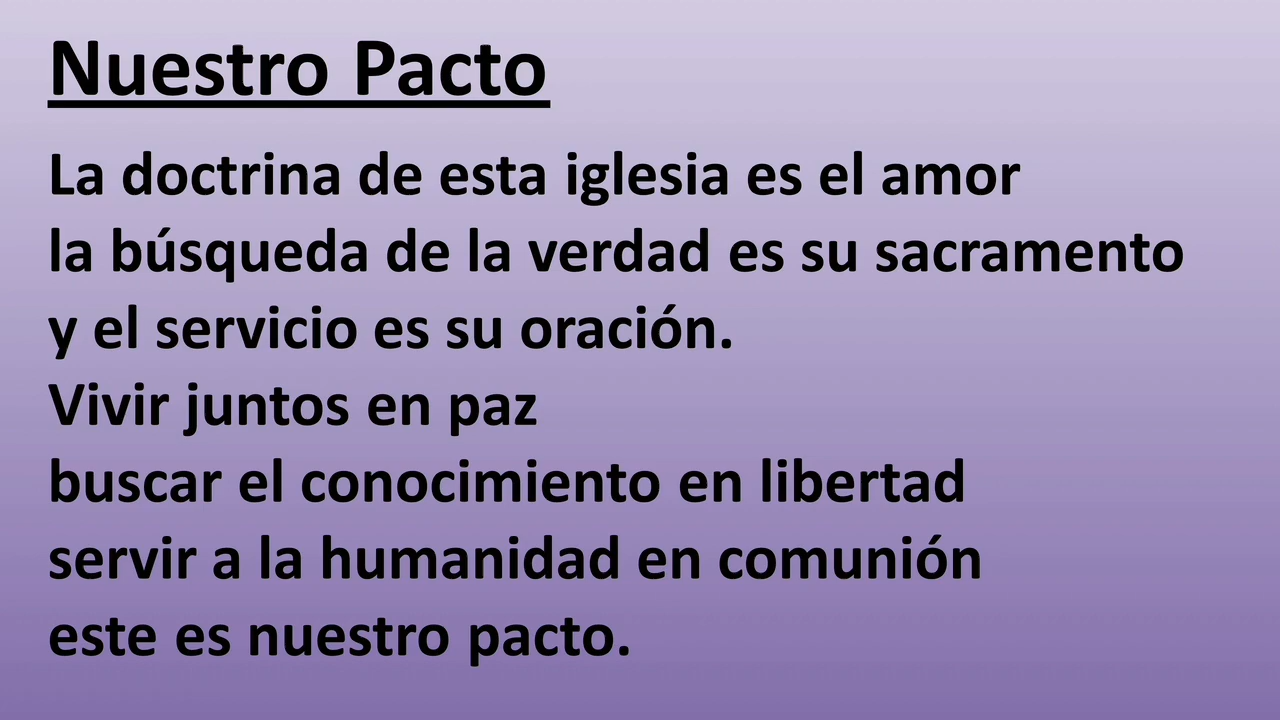 Nuestro Pacto
La doctrina de esta iglesia es el amor
la búsqueda de la verdad es su sacramento
y el servicio es su oración.
Vivir juntos en paz
buscar el conocimiento en libertad
servir a la humanidad en comunión
este es nuestro pacto.